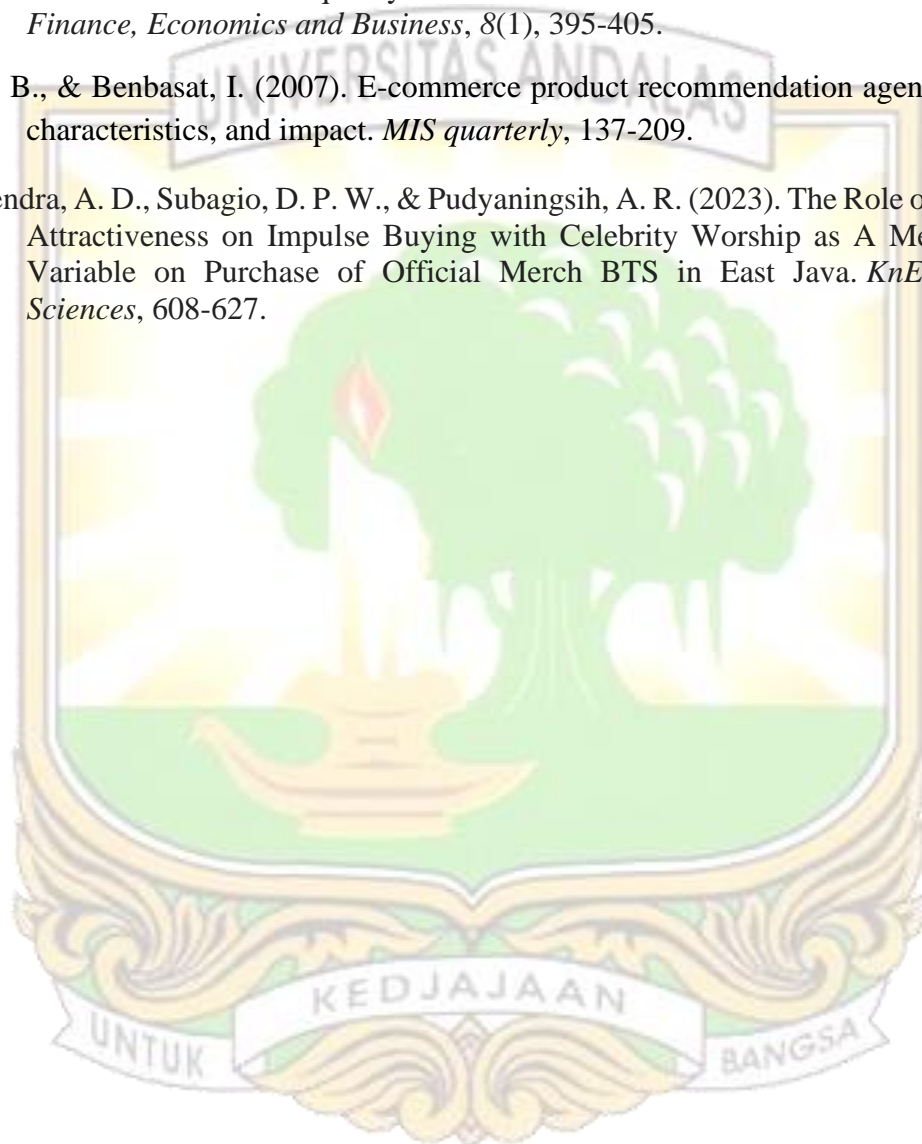 Finance, Economics and Business, 8(1), 395-405.
UNIVERSITAS ANDALAS
B., & Benbasat, I. (2007). E-commerce product recommendation agen
characteristics, and impact. MIS quarterly, 137-209.
endra, A. D., Subagio, D. P. W., & Pudyaningsih, A. R. (2023). The Role o
Attractiveness on Impulse Buying with Celebrity Worship as A Me
Variable on Purchase of Official Merch BTS in East Java. KnE
Sciences, 608-627.
UNTUK KEDJAJAAN BANGSA